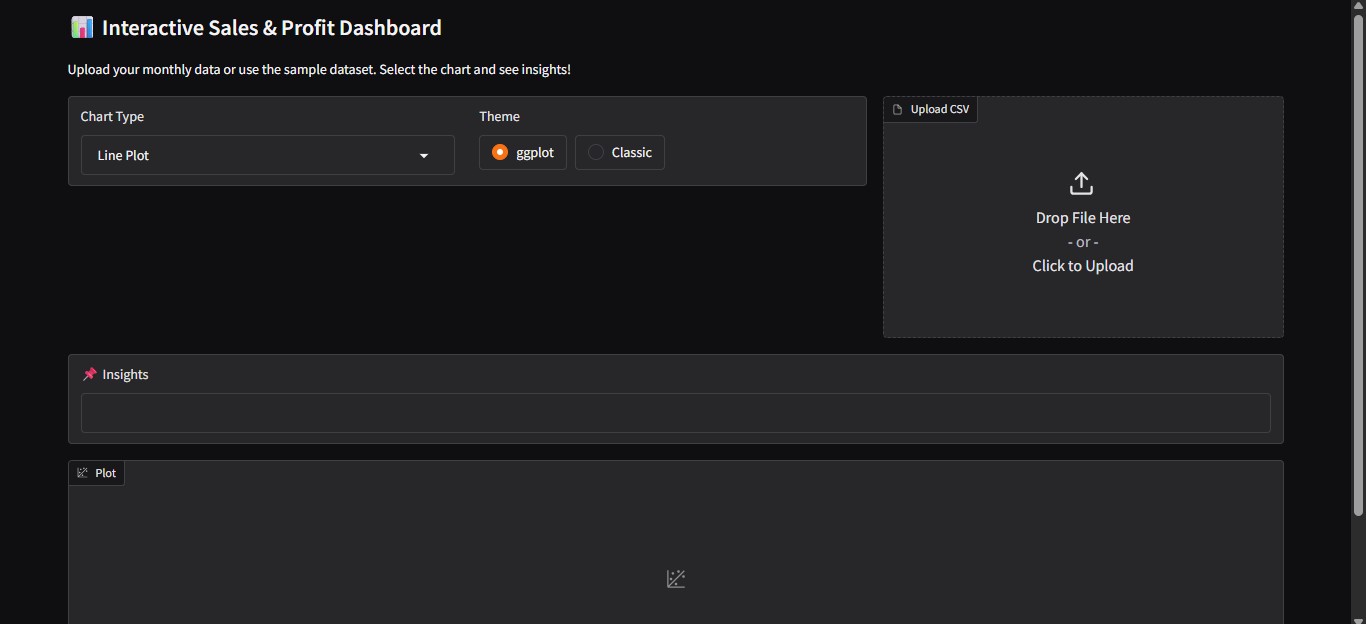 📊 Interactive Sales & Profit Dashboard
Upload your monthly data or use the sample dataset. Select the chart and see insights!
Chart Type
Line Plot
Theme
ggplot
Classic
Upload CSV
Drop File Here
- or -
Click to Upload
📌 Insights
Plot